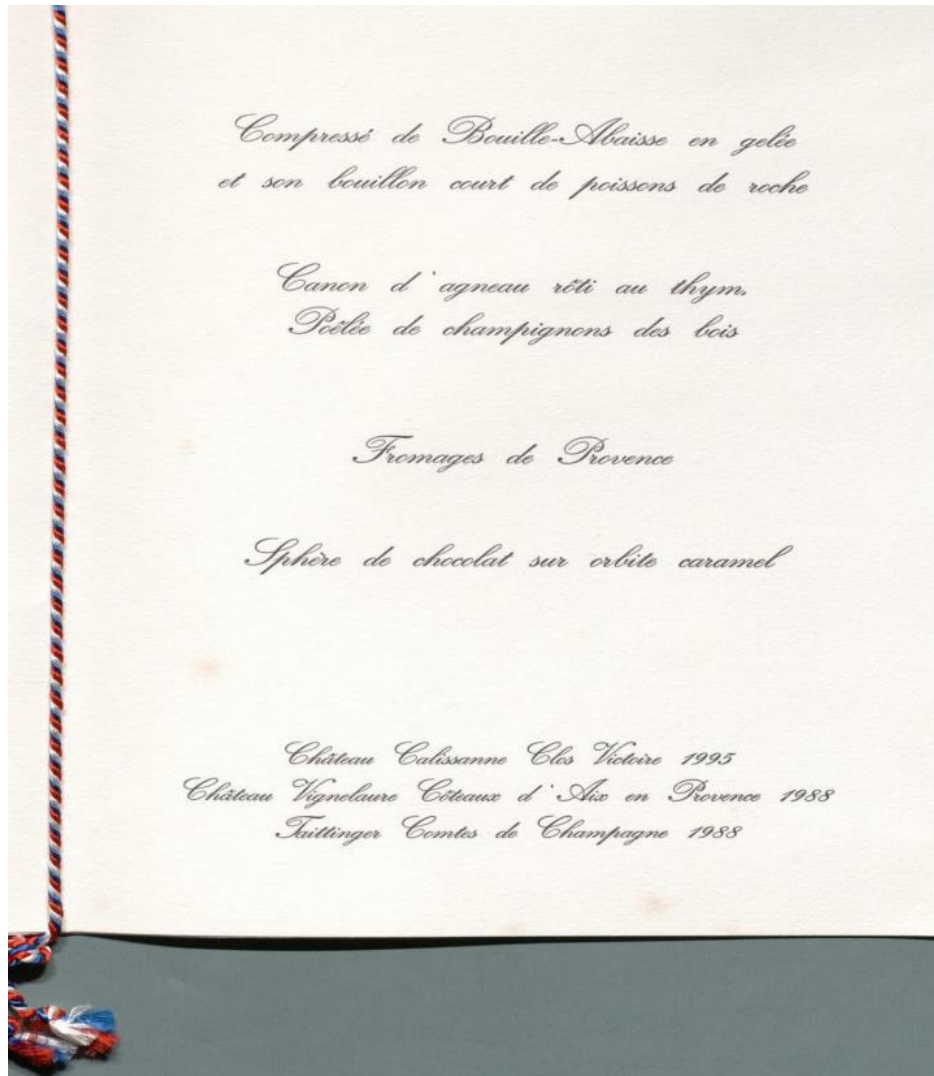 Compressé de Bouille-Abaisse en gelée
et son bouillon court de poissons de roche
Canon d'agneau rôti au thym,
Poêlée de champignons des bois
Fromages de Provence
Sphère de chocolat sur orbite caramel
Château Calissanne Clos Victoire 1995
Château Vignelaure Côteaux d'Aix en Provence 1988
Taittinger Comtes de Champagne 1988